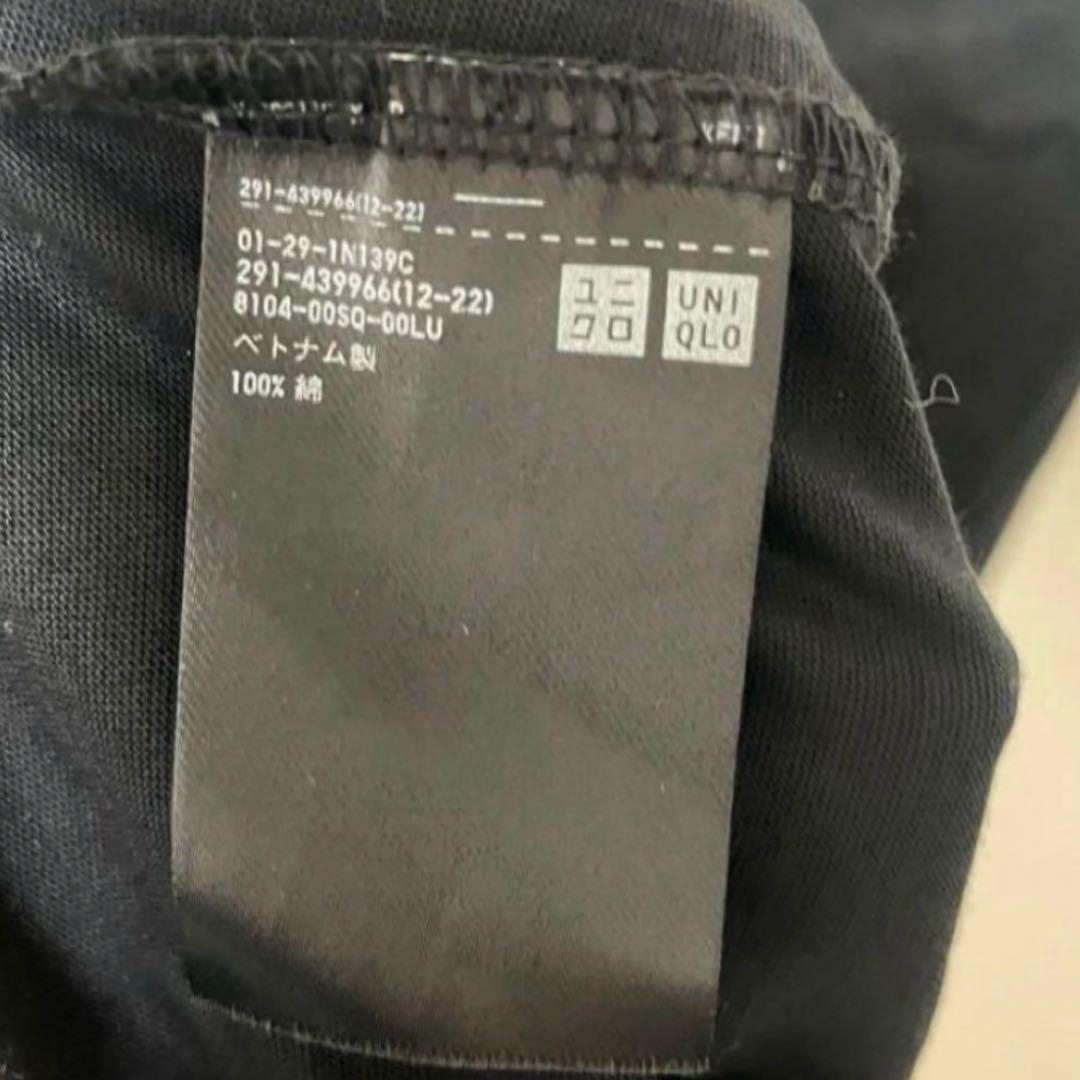 291-439966(12-22)
01-29-1N139C
291-439966(12-22)
8104-00SQ-00LU
ベトナム製
100% 綿
ユニ
クロ
UNI
QLO